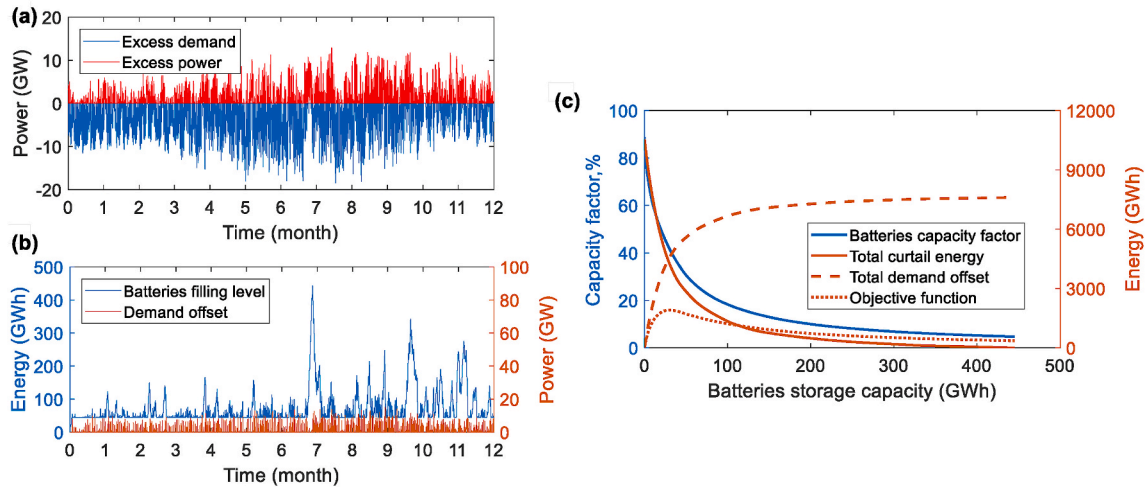 (a)
20
10
0
-10
-20
Power (GW)
Excess demand
Excess power
0 1 2 3 4 5 6 7 8 9 10 11 12
Time (month)
(b)
500
400
300
200
100
0
Energy (GWh)
Batteries filling level
Demand offset
100
80
60
40
20
0
Power (GW)
0 1 2 3 4 5 6 7 8 9 10 11 12
Time (month)
(c)
100
80
60
40
20
0
Capacity factor,%
Batteries capacity factor
Total curtail energy
Total demand offset
Objective function
12000
9000
6000
3000
0
Energy (GWh)
0 100 200 300 400 500
Batteries storage capacity (GWh)